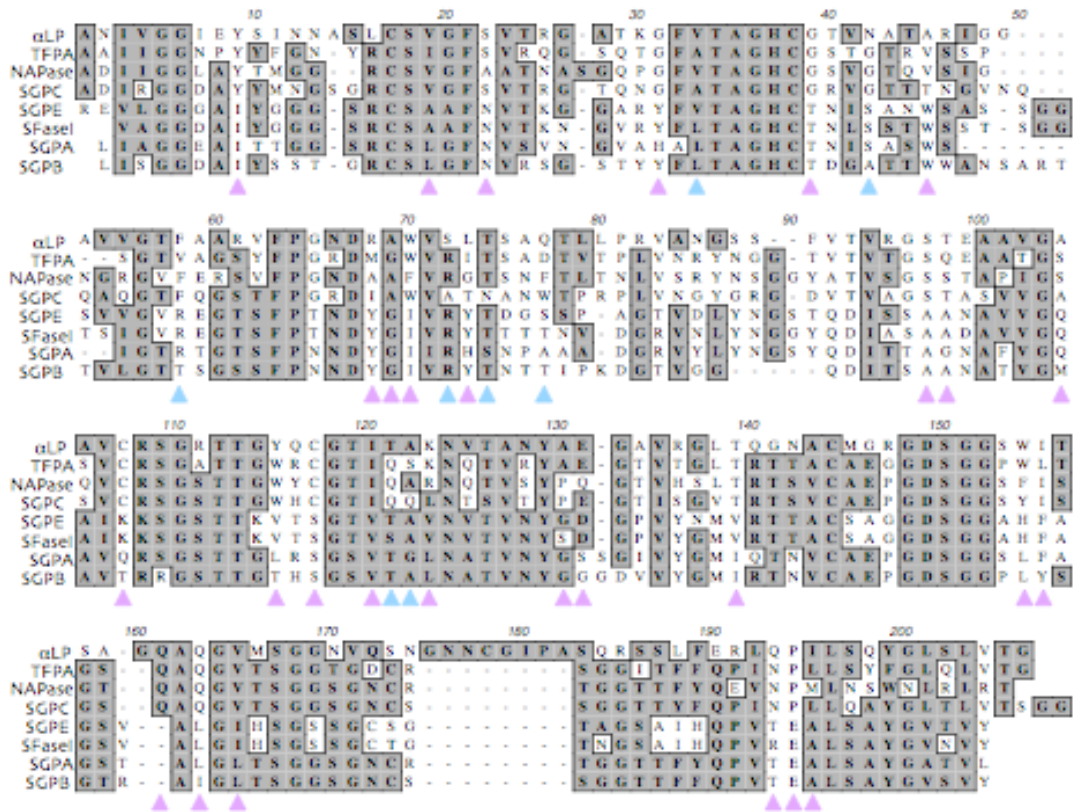 10 20 30 40 50
αLP A N I V G G I E Y S I N N A S L C S V G F S V T R G - A T K G F V T A G H C G T V N A T A R I G G - - -
TFPA A A I I G G N P Y Y F G N - Y R C S I G F S V R Q G - S Q T G F A T A G H C G S T G T R V S S P - - - -
NAPase A D I I G G L A Y T M G G - - R C S V G F A A T N A S G Q P G F V T A G H C G S V G T Q V S I G - - - -
SGPC A D I R G G D A Y Y M N G S G R C S V G F S V T R G - T Q N G F A T A G H C G R V G T T T N G V N Q - -
SGPE R E V L G G G A I Y G G G - S R C S A A F N V T K G - G A R Y F V T A G H C T N I S A N W S S - S S G G
SFaseI V A G G D A I Y G G G - S R C S A A F N V T K N - G V R Y F L T A G H C T N L S S T W S S T - S G G
SGPA L I A G G E A I T T G G - S R C S L G F N V S V N - G V A H A L T A G H C T N I S A S W S - - - - -
SGPB L I S G G D A I Y S S T - G R C S L G F N V R S G - S T Y Y F L T A G H C T D G A T T W W A N S A R T
60 70 80 90 100
αLP A V V G T F A A R V F P G N D R A W V S L T S A Q T L L P R V A N G S S - - F V T V R G S T E A A V G A
TFPA - - S G T V A G S Y F P G R D M G W V R I T S A D T V T P L V N R Y N G G - T V T V T G S Q E A A T G S
NAPase N G R G V F E R S V F P G N D A A F V R G T S N F T L T N L V S R Y N S G G Y A T V S G S S T A P I G S
SGPC Q A Q G T F Q G S T F P G R D I A W V A T N A N W T P R P L V N G Y G R G - D V T V A G S T A S V V G A
SGPE S V V G V R E G T S F P T N D Y G I V R Y T D G S S P - A G T V D L Y N G S T Q D I S S A A N A V V G Q
SFaseI T S I G V R E G T S F P T N D Y G I V R Y T T T T N V - D G R V N L Y N G G Y Q D I A S A A D A V V G Q
SGPA - - I G T R T G T S F P N N D Y G I I R H S N P A A A - D G R V Y L Y N G S Y Q D I T T A G N A F V G Q
SGPB T V L G T T S G S S F P N N D Y G I V R Y T N T T I P K D G T V G G - - - - - Q D I T S A A N A T V G M
110 120 130 140 150
αLP A V C R S G R T T G Y Q C G T I T A K N V T A N Y A E - G A V R G L T Q G N A C M G R G D S G G S W I T
TFPA S V C R S G A T T G W R C G T I Q S K N Q T V R Y A E - G T V T G L T R T T A C A E G G D S G G P W L T
NAPase Q V C R S G S T T G W Y C G T I Q A R N Q T V S Y P Q - G T V H S L T R T S V C A E P G D S G G S F I S
SGPC A V C R S G S T T G W H C G T I Q Q L N T S V T Y P E - G T I S G V T R T S V C A E P G D S G G S Y I S
SGPE A I K K S G S T T K V T S G T V T A V N V T V N Y G D - G P V Y N M V R T T A C S A G G D S G G A H F A
SFaseI A I K K S G S T T K V T S G T V S A V N V T V N Y S D - G P V Y G M V R T T A C S A G G D S G G A H F A
SGPA A V Q R S G S T T G L R S G S V T G L N A T V N Y G S S G I V Y G M I Q T N V C A E P G D S G G S L F A
SGPB A V T R R G S T T G T H S G S V T A L N A T V N Y G G G D V V Y G M I R T N V C A E P G D S G G P L Y S
160 170 180 190 200
αLP S A - G Q A Q G V M S G G N V Q S N G N N C G I P A S Q R S S L F E R L Q P I L S Q Y G L S L V T G
TFPA G S - - Q A Q G V T S G G T G D C R - - - - - - - - S G G I T F F Q P I N P L L S Y F G L Q L V T G
NAPase G T - - Q A Q G V T S G G S G N C R - - - - - - - - T G G T T F Y Q E V N P M L N S W N L R L R T
SGPC G S - - Q A Q G V T S G G S G N C S - - - - - - - - S G G T T Y F Q P I N P L L Q A Y G L T L V T S G G
SGPE G S V - - A L G I H S G S S G C S G - - - - - - - - T A G S A I H Q P V T E A L S A Y G V T V Y
SFaseI G S V - - A L G I H S G S S G C T G - - - - - - - - T N G S A I H Q P V R E A L S A Y G V N V Y
SGPA G S T - - A L G L T S G G S G N C R - - - - - - - - S G G T T F Y Q P V T E A L S A Y G A T V L
SGPB G T R - - A I G L T S G G S G N C S - - - - - - - - S G G T T F F Q P V T E A L S A Y G V S V Y